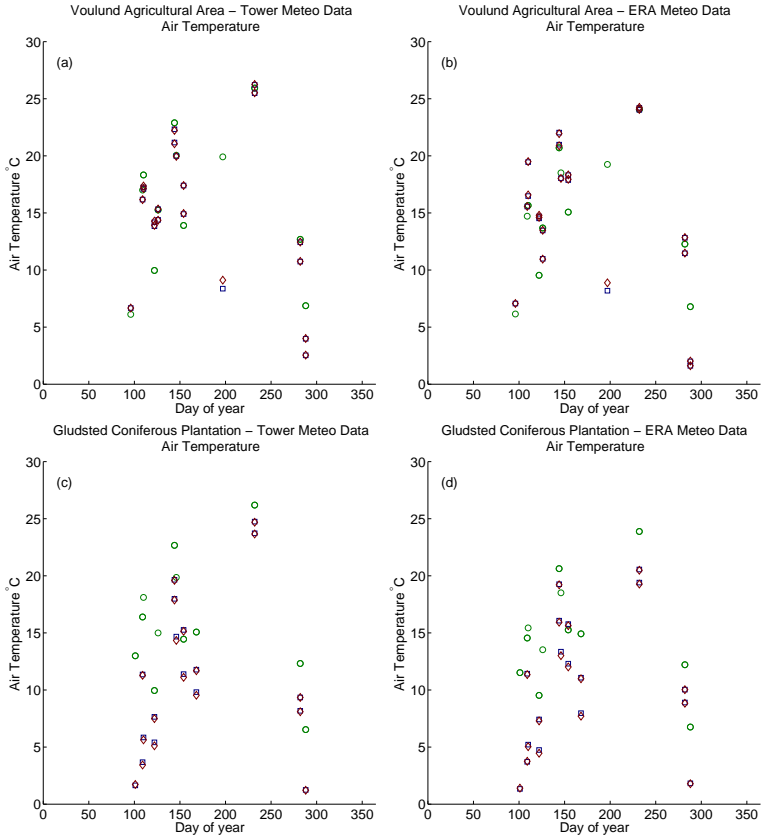 Voulund Agricultural Area − Tower Meteo Data
Air Temperature
(a)
30
25
20
15
10
5
0
Air Temperature °C
0 50 100 150 200 250 300 350
Day of year
Voulund Agricultural Area − ERA Meteo Data
Air Temperature
(b)
30
25
20
15
10
5
0
Air Temperature °C
0 50 100 150 200 250 300 350
Day of year
Gludsted Coniferous Plantation − Tower Meteo Data
Air Temperature
(c)
30
25
20
15
10
5
0
Air Temperature °C
0 50 100 150 200 250 300 350
Day of year
Gludsted Coniferous Plantation − ERA Meteo Data
Air Temperature
(d)
30
25
20
15
10
5
0
Air Temperature °C
0 50 100 150 200 250 300 350
Day of year